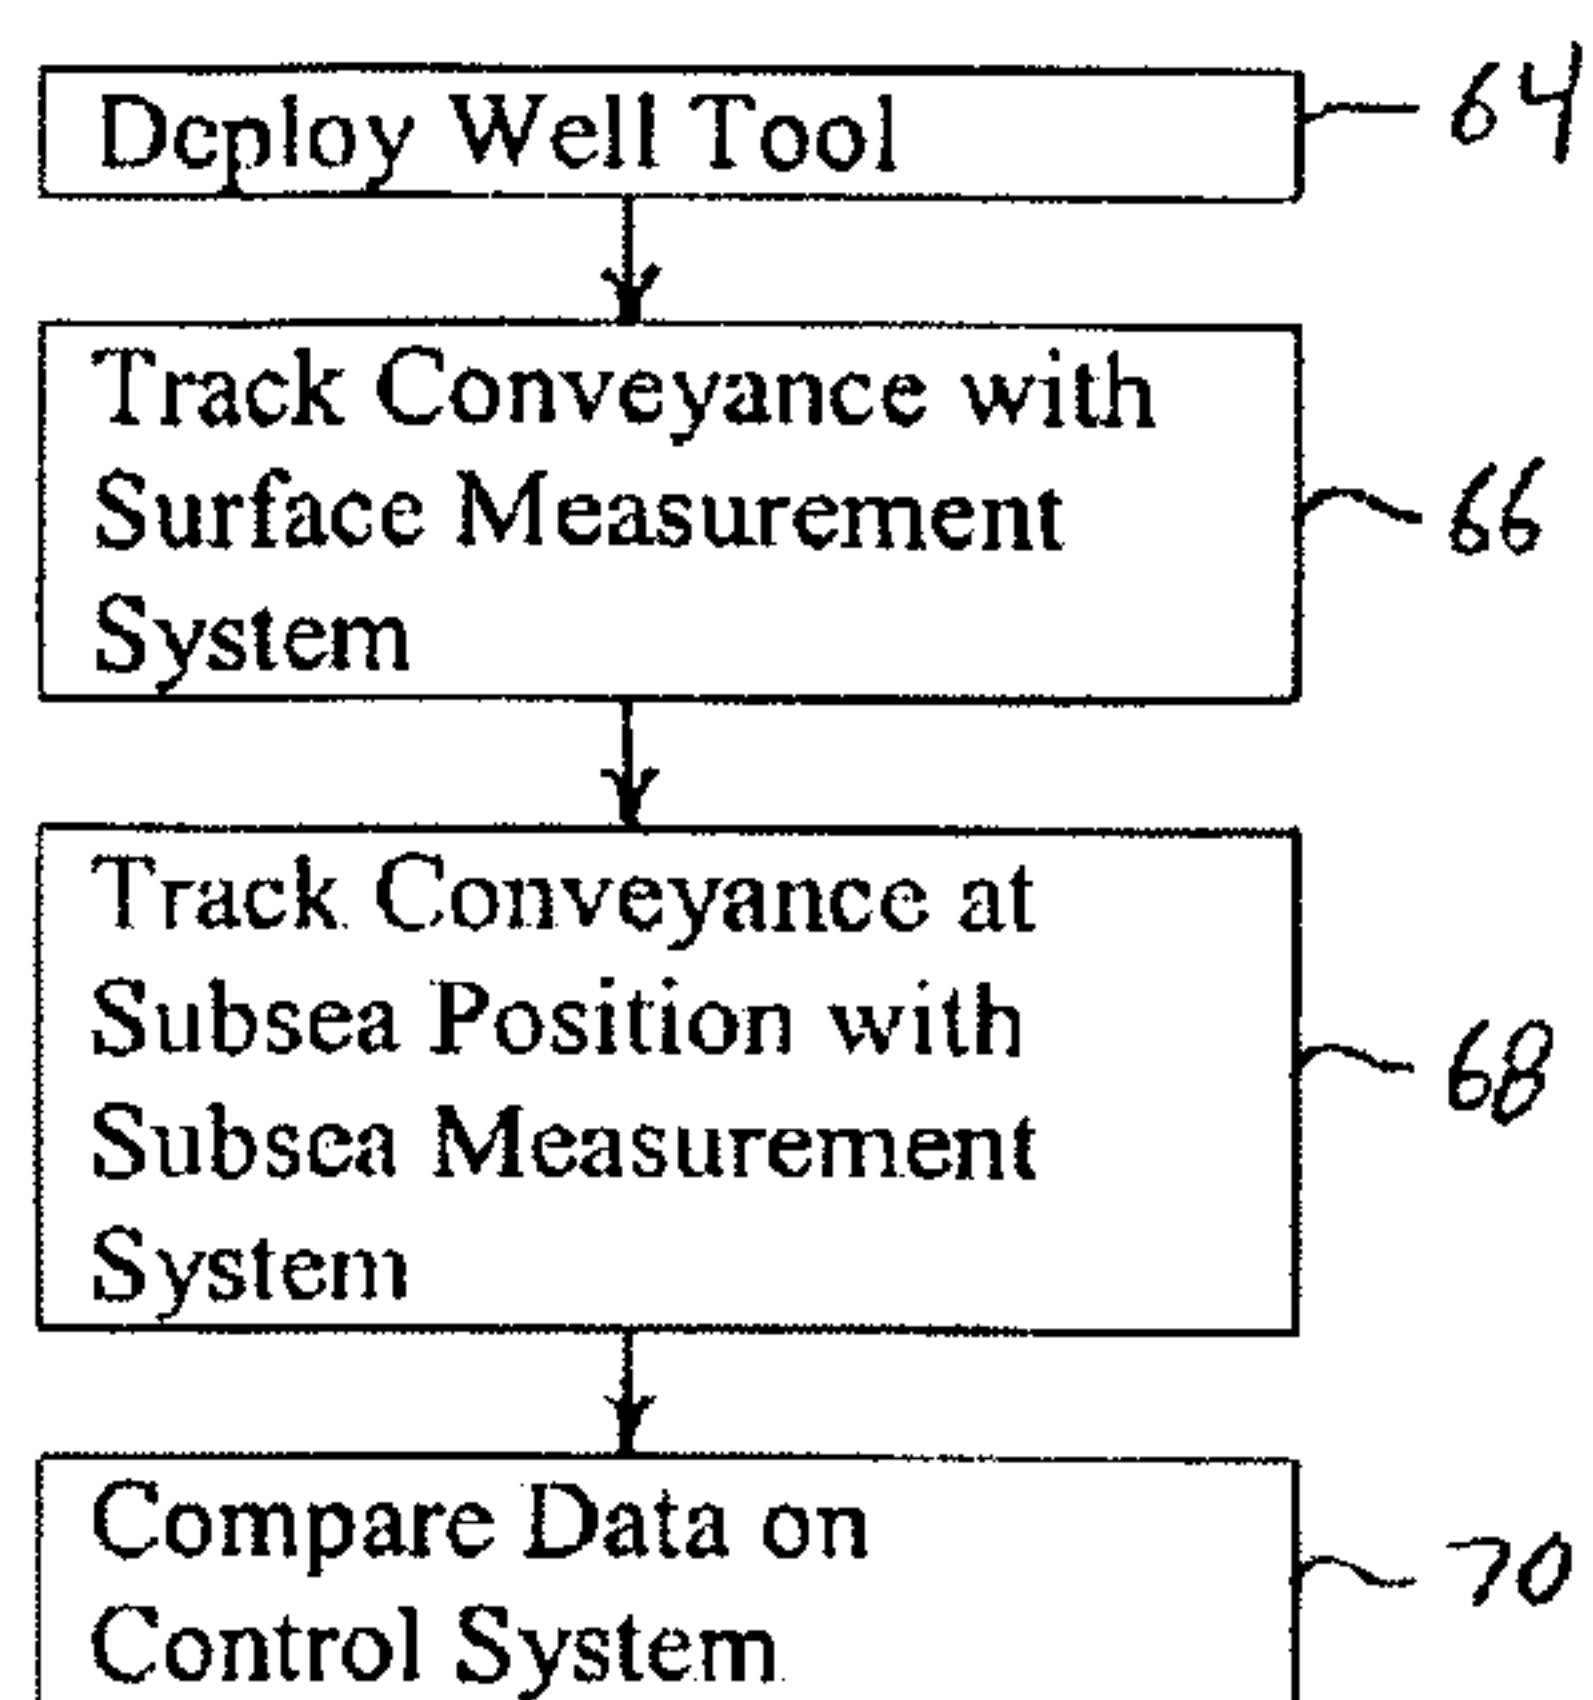 Deploy Well Tool
64
Track Conveyance with
Surface Measurement
System
66
Track Conveyance at
Subsea Position with
Subsea Measurement
System
68
Compare Data on
Control System
70